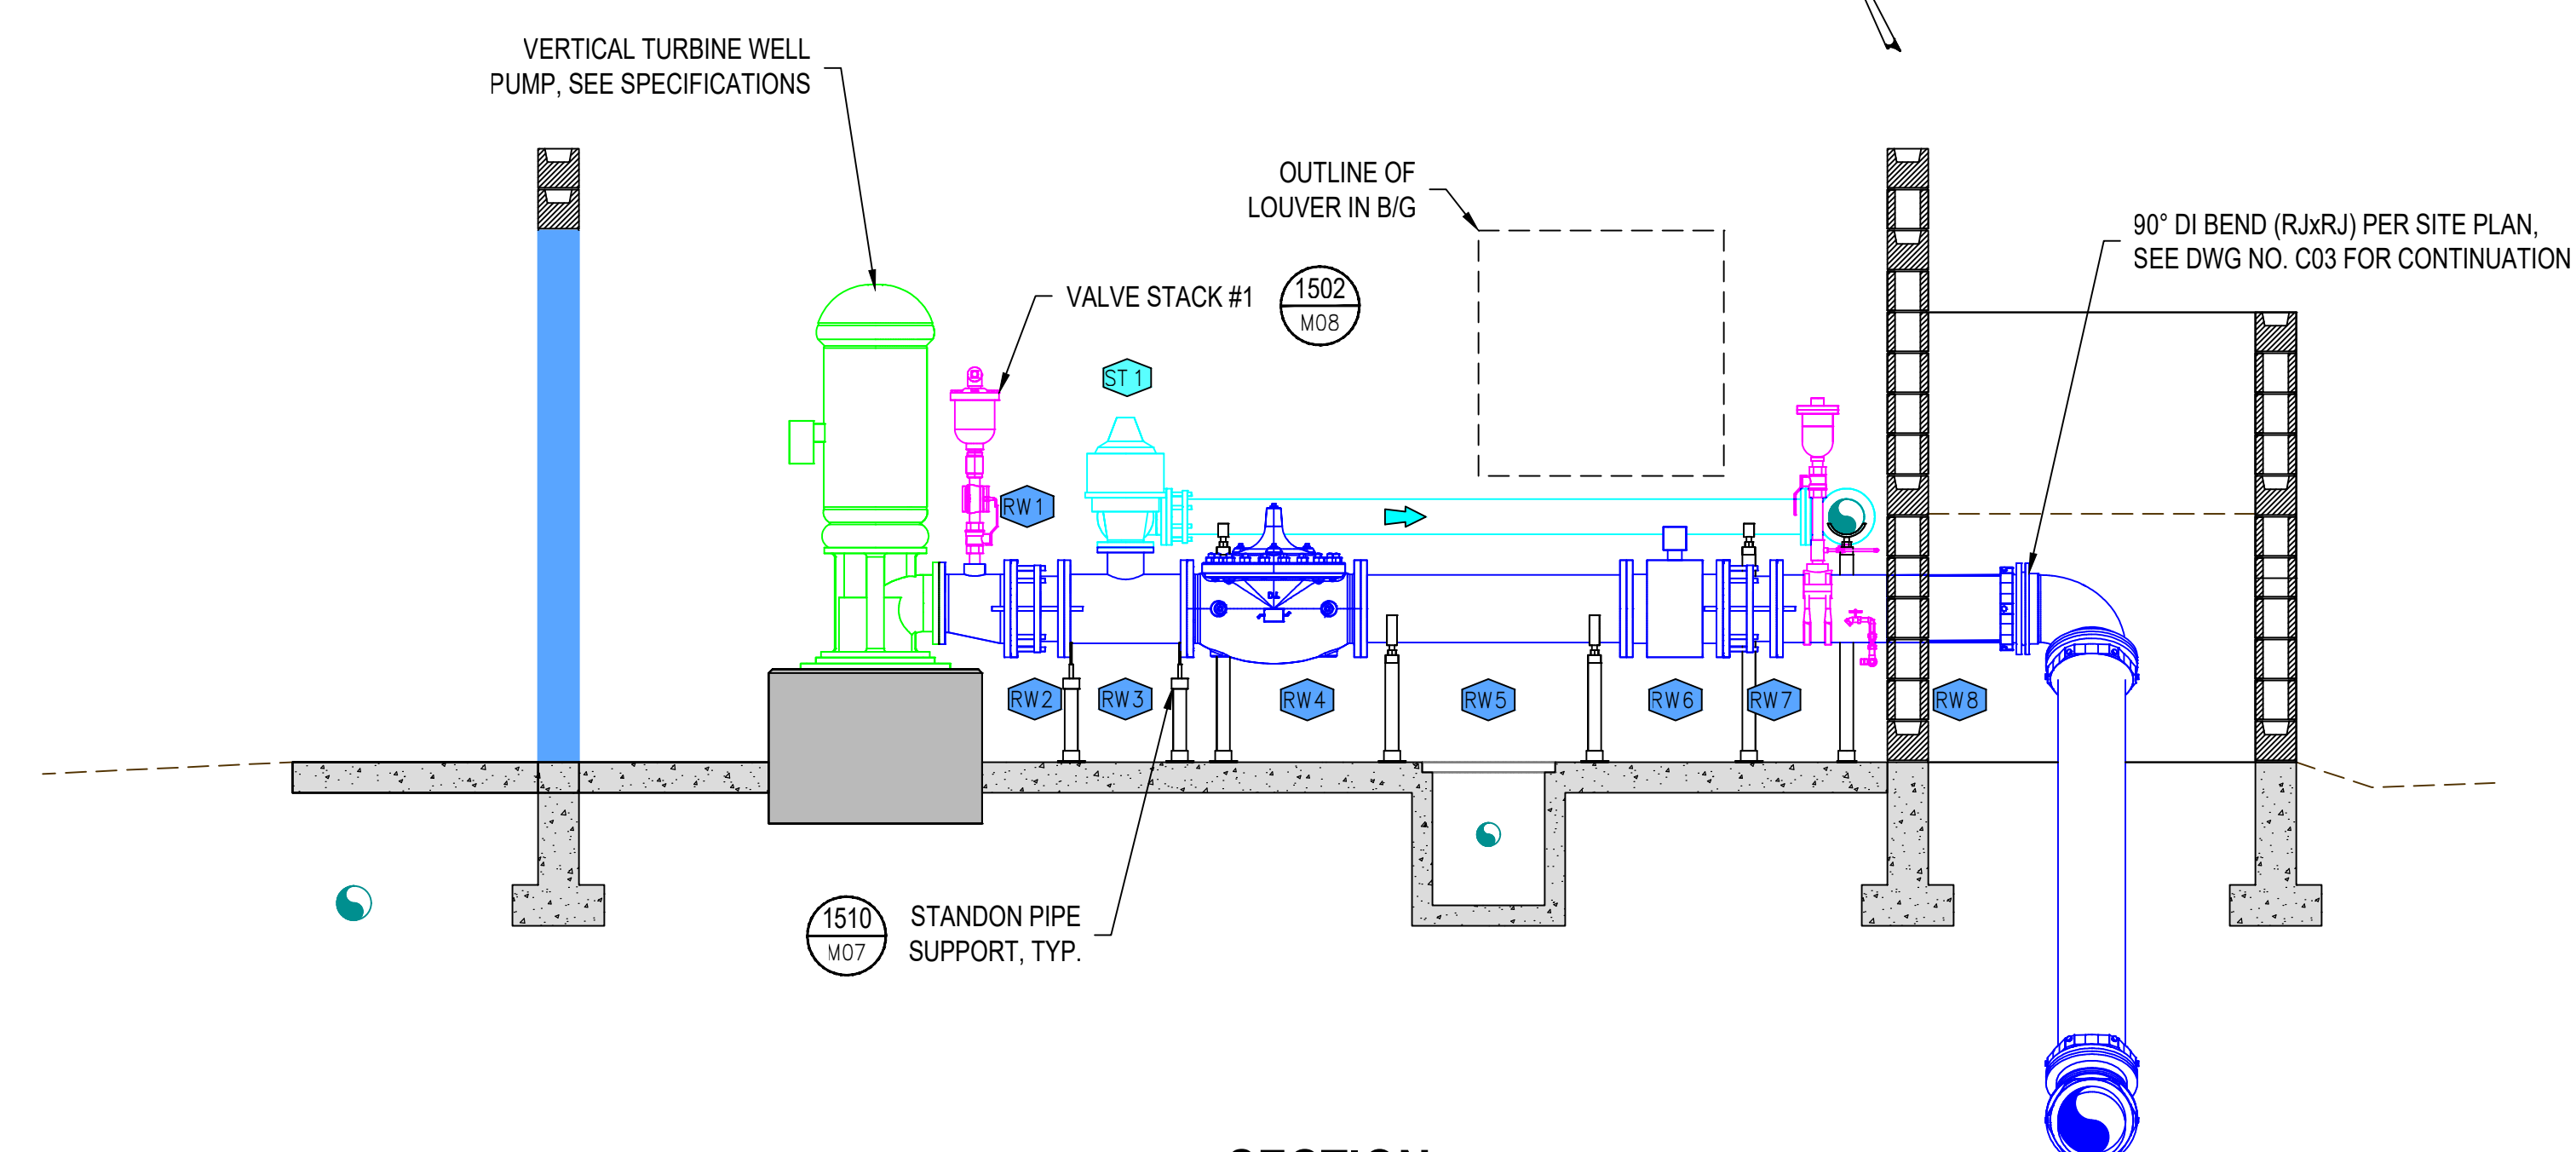 VERTICAL TURBINE WELL
PUMP, SEE SPECIFICATIONS
OUTLINE OF
LOUVER IN B/G
90° DI BEND (RJxRJ) PER SITE PLAN,
SEE DWG NO. C03 FOR CONTINUATION
VALVE STACK #1
1502
M08
ST 1
RW1
RW2
RW3
RW4
RW5
RW6
RW7
RW8
1510
M07
STANDON PIPE
SUPPORT, TYP.
SECTION